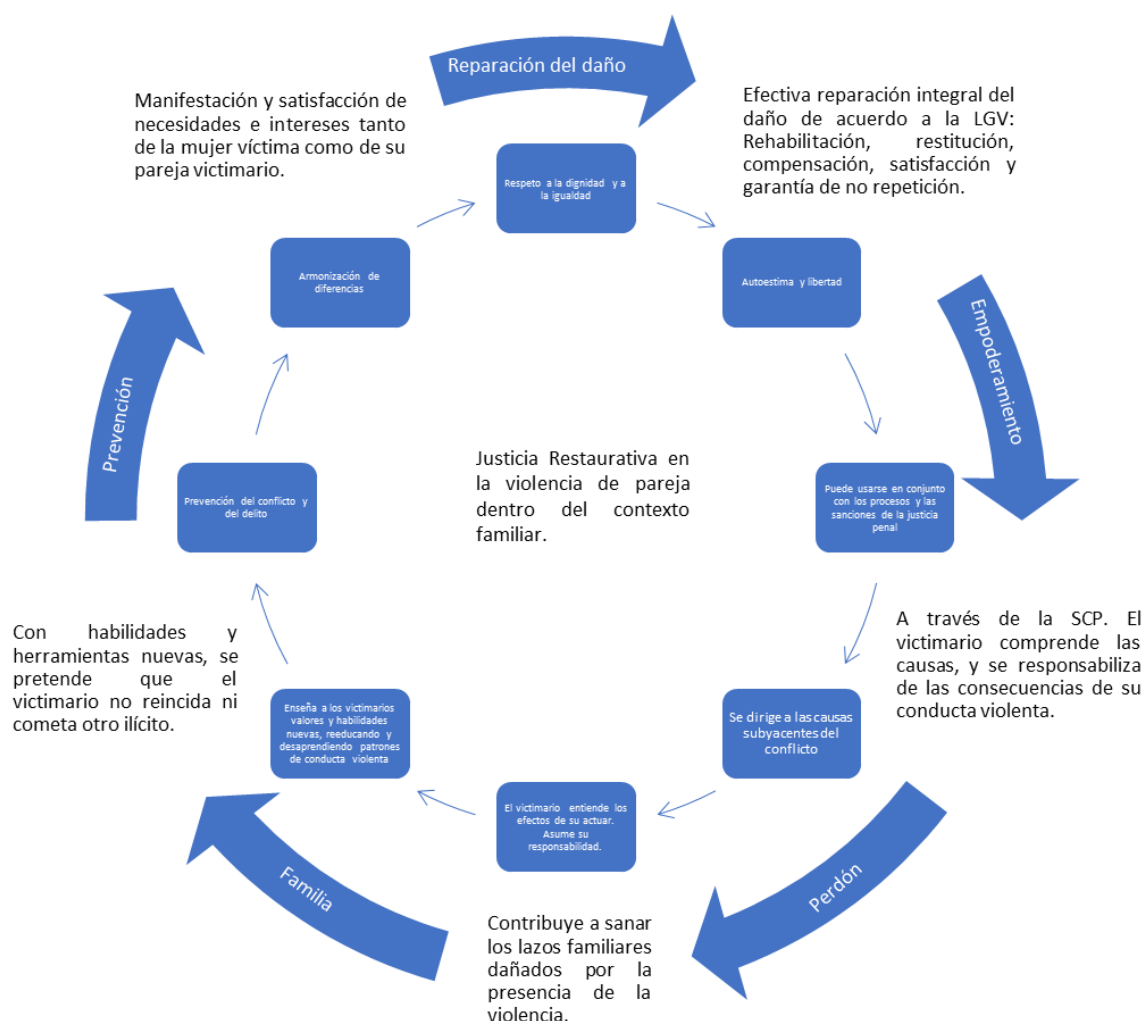 Reparación del daño
Manifestación y satisfacción de
necesidades e intereses tanto
de la mujer víctima como de su
pareja victimario.
Efectiva reparación integral del
daño de acuerdo a la LGV:
Rehabilitación, restitución,
compensación, satisfacción y
garantía de no repetición.
Respeto a la dignidad y a
la igualdad
Armonización de
diferencias
Autoestima y libertad
Empoderamiento
Prevención
Justicia Restaurativa en
la violencia de pareja
dentro del contexto
familiar.
Prevención del conflicto y
del delito
Puede usarse en conjunto
con los procesos y las
sanciones de la justicia
penal
A través de la SCP. El
victimario comprende las
causas, y se responsabiliza
de las consecuencias de su
conducta violenta.
Con habilidades y
herramientas nuevas, se
pretende que el
victimario no reincida ni
cometa otro ilícito.
Enseña a los victimarios
valores y habilidades
nuevas, reeducando y
desaprendiendo patrones
de conducta violenta
Se dirige a las causas
subyacentes del
conflicto
El victimario entiende los
efectos de su actuar.
Asume su
responsabilidad.
Familia
Perdón
Contribuye a sanar
los lazos familiares
dañados por la
presencia de la
violencia.